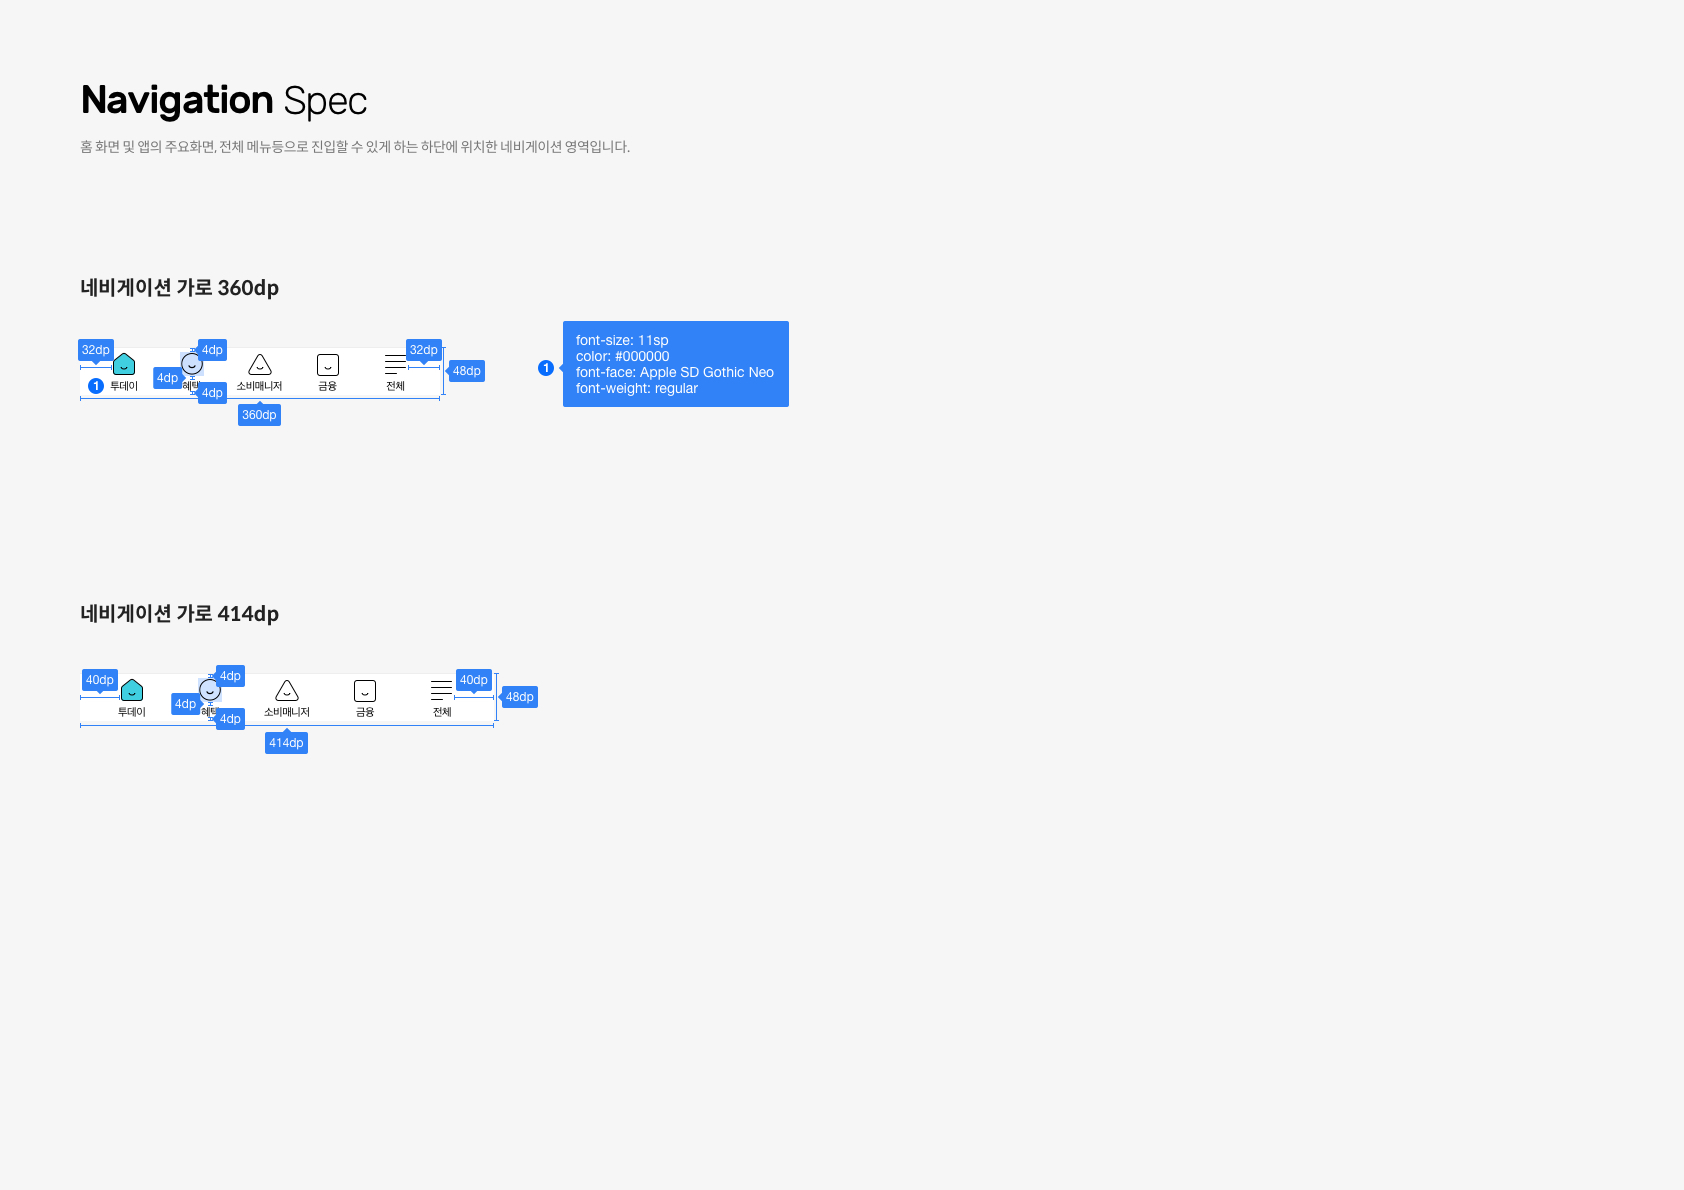 Navigation Spec
홈 화면 및 앱의 주요화면, 전체 메뉴등으로 진입할 수 있게 하는 하단에 위치한 네비게이션 영역입니다.
네비게이션 가로 360dp
32dp
4dp
32dp
4dp
48dp
4dp
1 투데이
소비매니저
금융
전체
360dp
1
font-size: 11sp
color: #000000
font-face: Apple SD Gothic Neo
font-weight: regular
네비게이션 가로 414dp
40dp
4dp
40dp
4dp
48dp
4dp
투데이
소비매니저
금융
전체
414dp